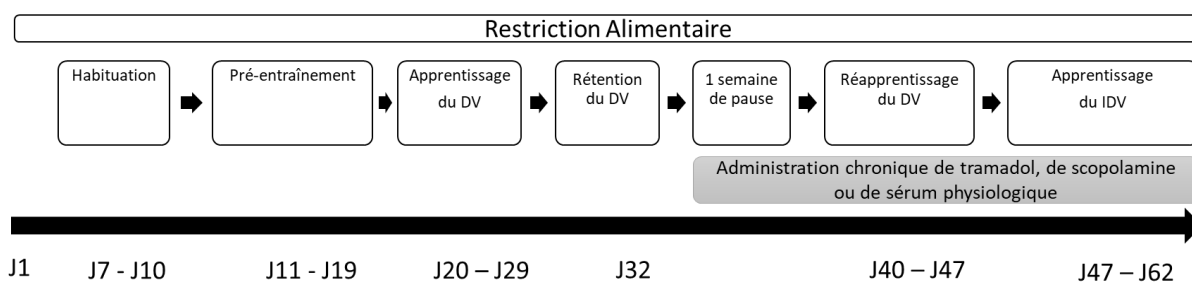 Restriction Alimentaire
Habituation
Pré-entraînement
Apprentissage
du DV
Rétention
du DV
1 semaine
de pause
Réapprentissage
du DV
Apprentissage
du IDV
Administration chronique de tramadol, de scopolamine
ou de sérum physiologique
J1
J7 - J10
J11 - J19
J20 – J29
J32
J40 – J47
J47 – J62